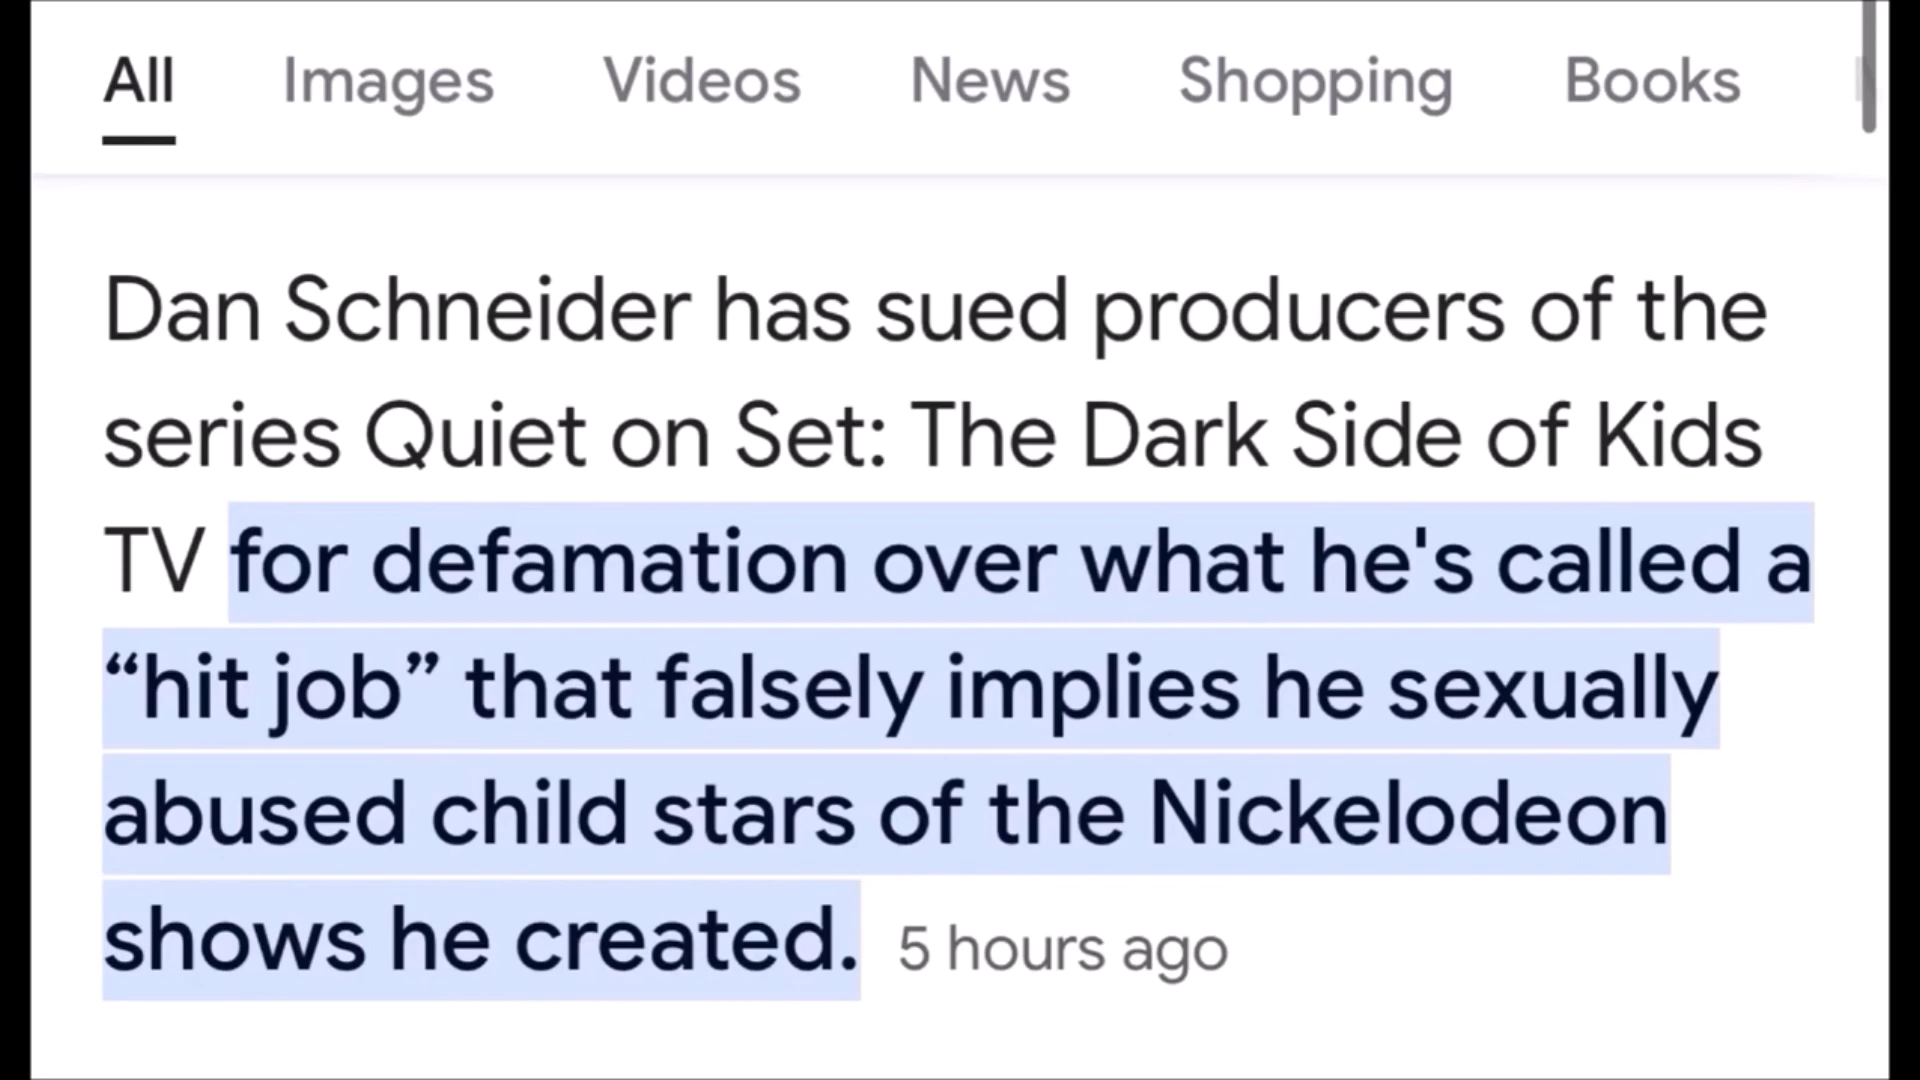 All Images Videos News Shopping Books
Dan Schneider has sued producers of the
series Quiet on Set: The Dark Side of Kids
TV for defamation over what he's called a
“hit job” that falsely implies he sexually
abused child stars of the Nickelodeon
shows he created. 5 hours ago